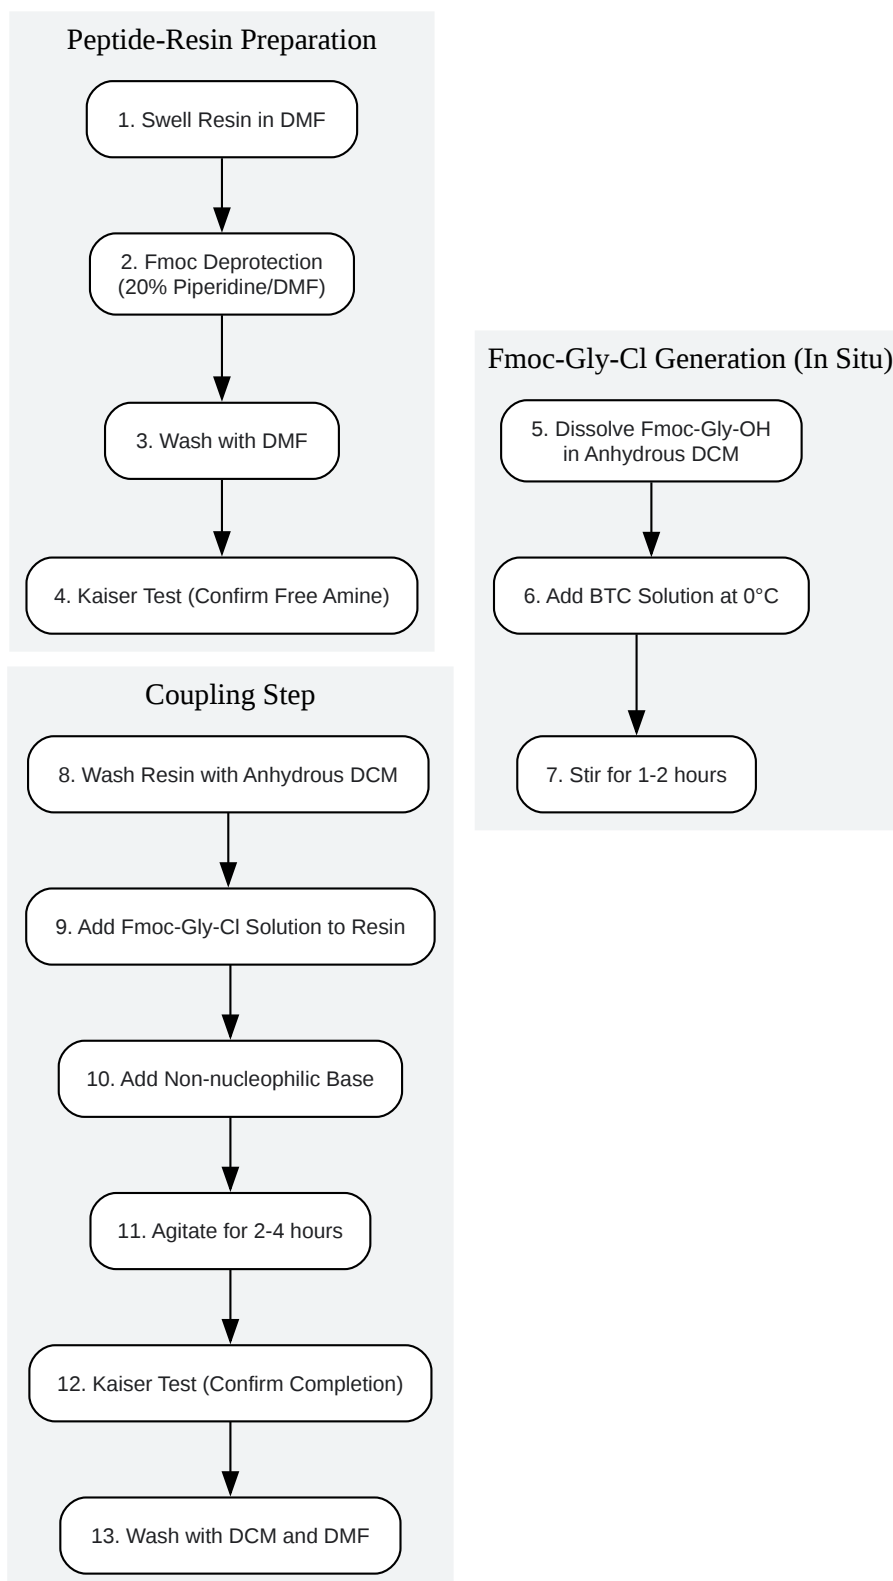 Peptide-Resin Preparation
1. Swell Resin in DMF
2. Fmoc Deprotection
(20% Piperidine/DMF)
3. Wash with DMF
4. Kaiser Test (Confirm Free Amine)
Fmoc-Gly-Cl Generation (In Situ)
5. Dissolve Fmoc-Gly-OH
in Anhydrous DCM
6. Add BTC Solution at 0°C
7. Stir for 1-2 hours
Coupling Step
8. Wash Resin with Anhydrous DCM
9. Add Fmoc-Gly-Cl Solution to Resin
10. Add Non-nucleophilic Base
11. Agitate for 2-4 hours
12. Kaiser Test (Confirm Completion)
13. Wash with DCM and DMF